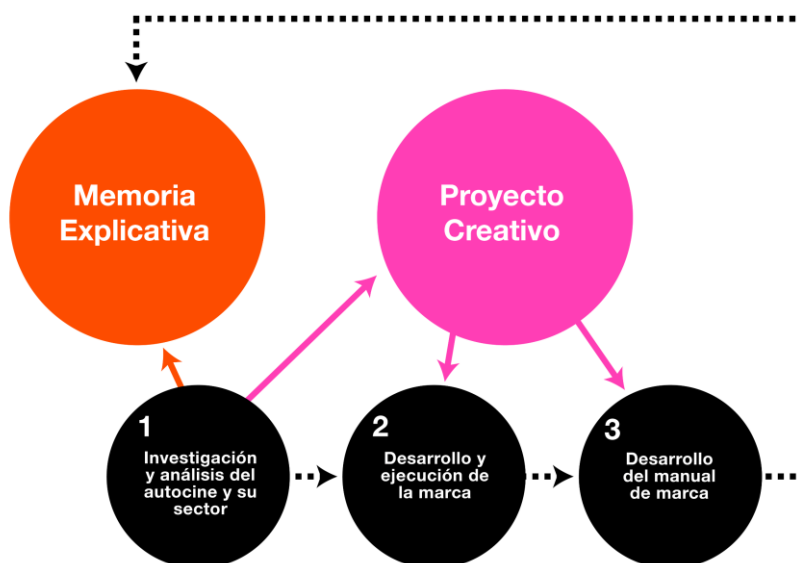 Memoria
Explicativa
Proyecto
Creativo
1
Investigación
y análisis del
autocine y su
sector
2
Desarrollo y
ejecución de
la marca
3
Desarrollo
del manual
de marca